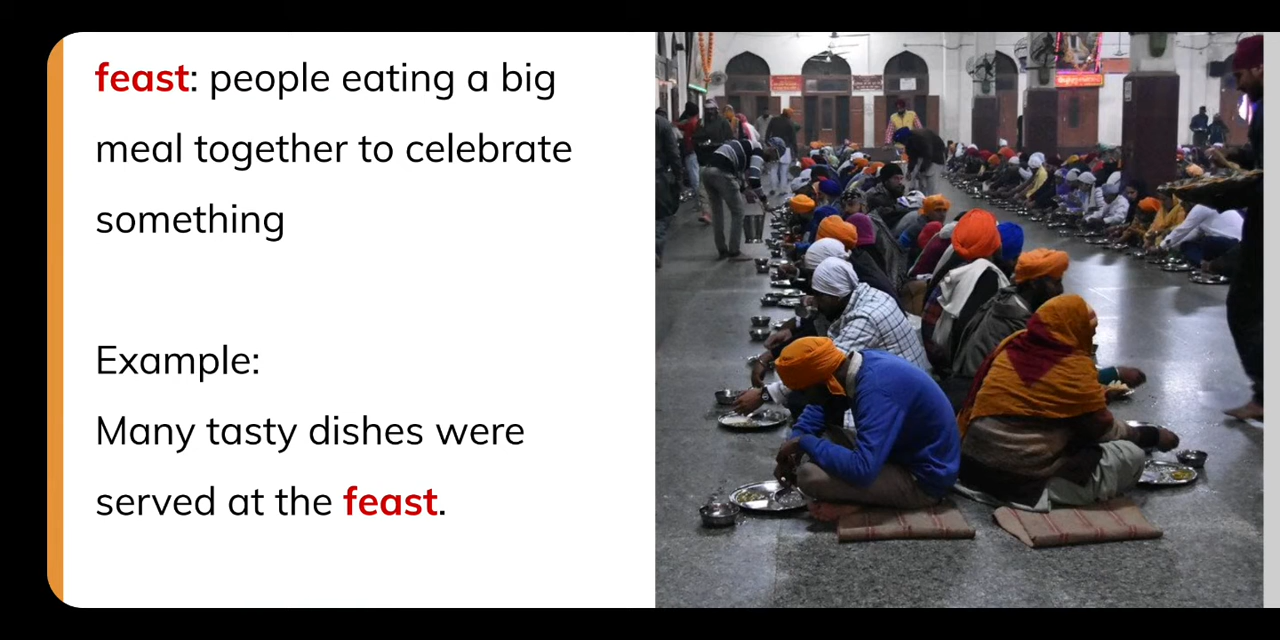 feast: people eating a big
meal together to celebrate
something
Example:
Many tasty dishes were
served at the feast.